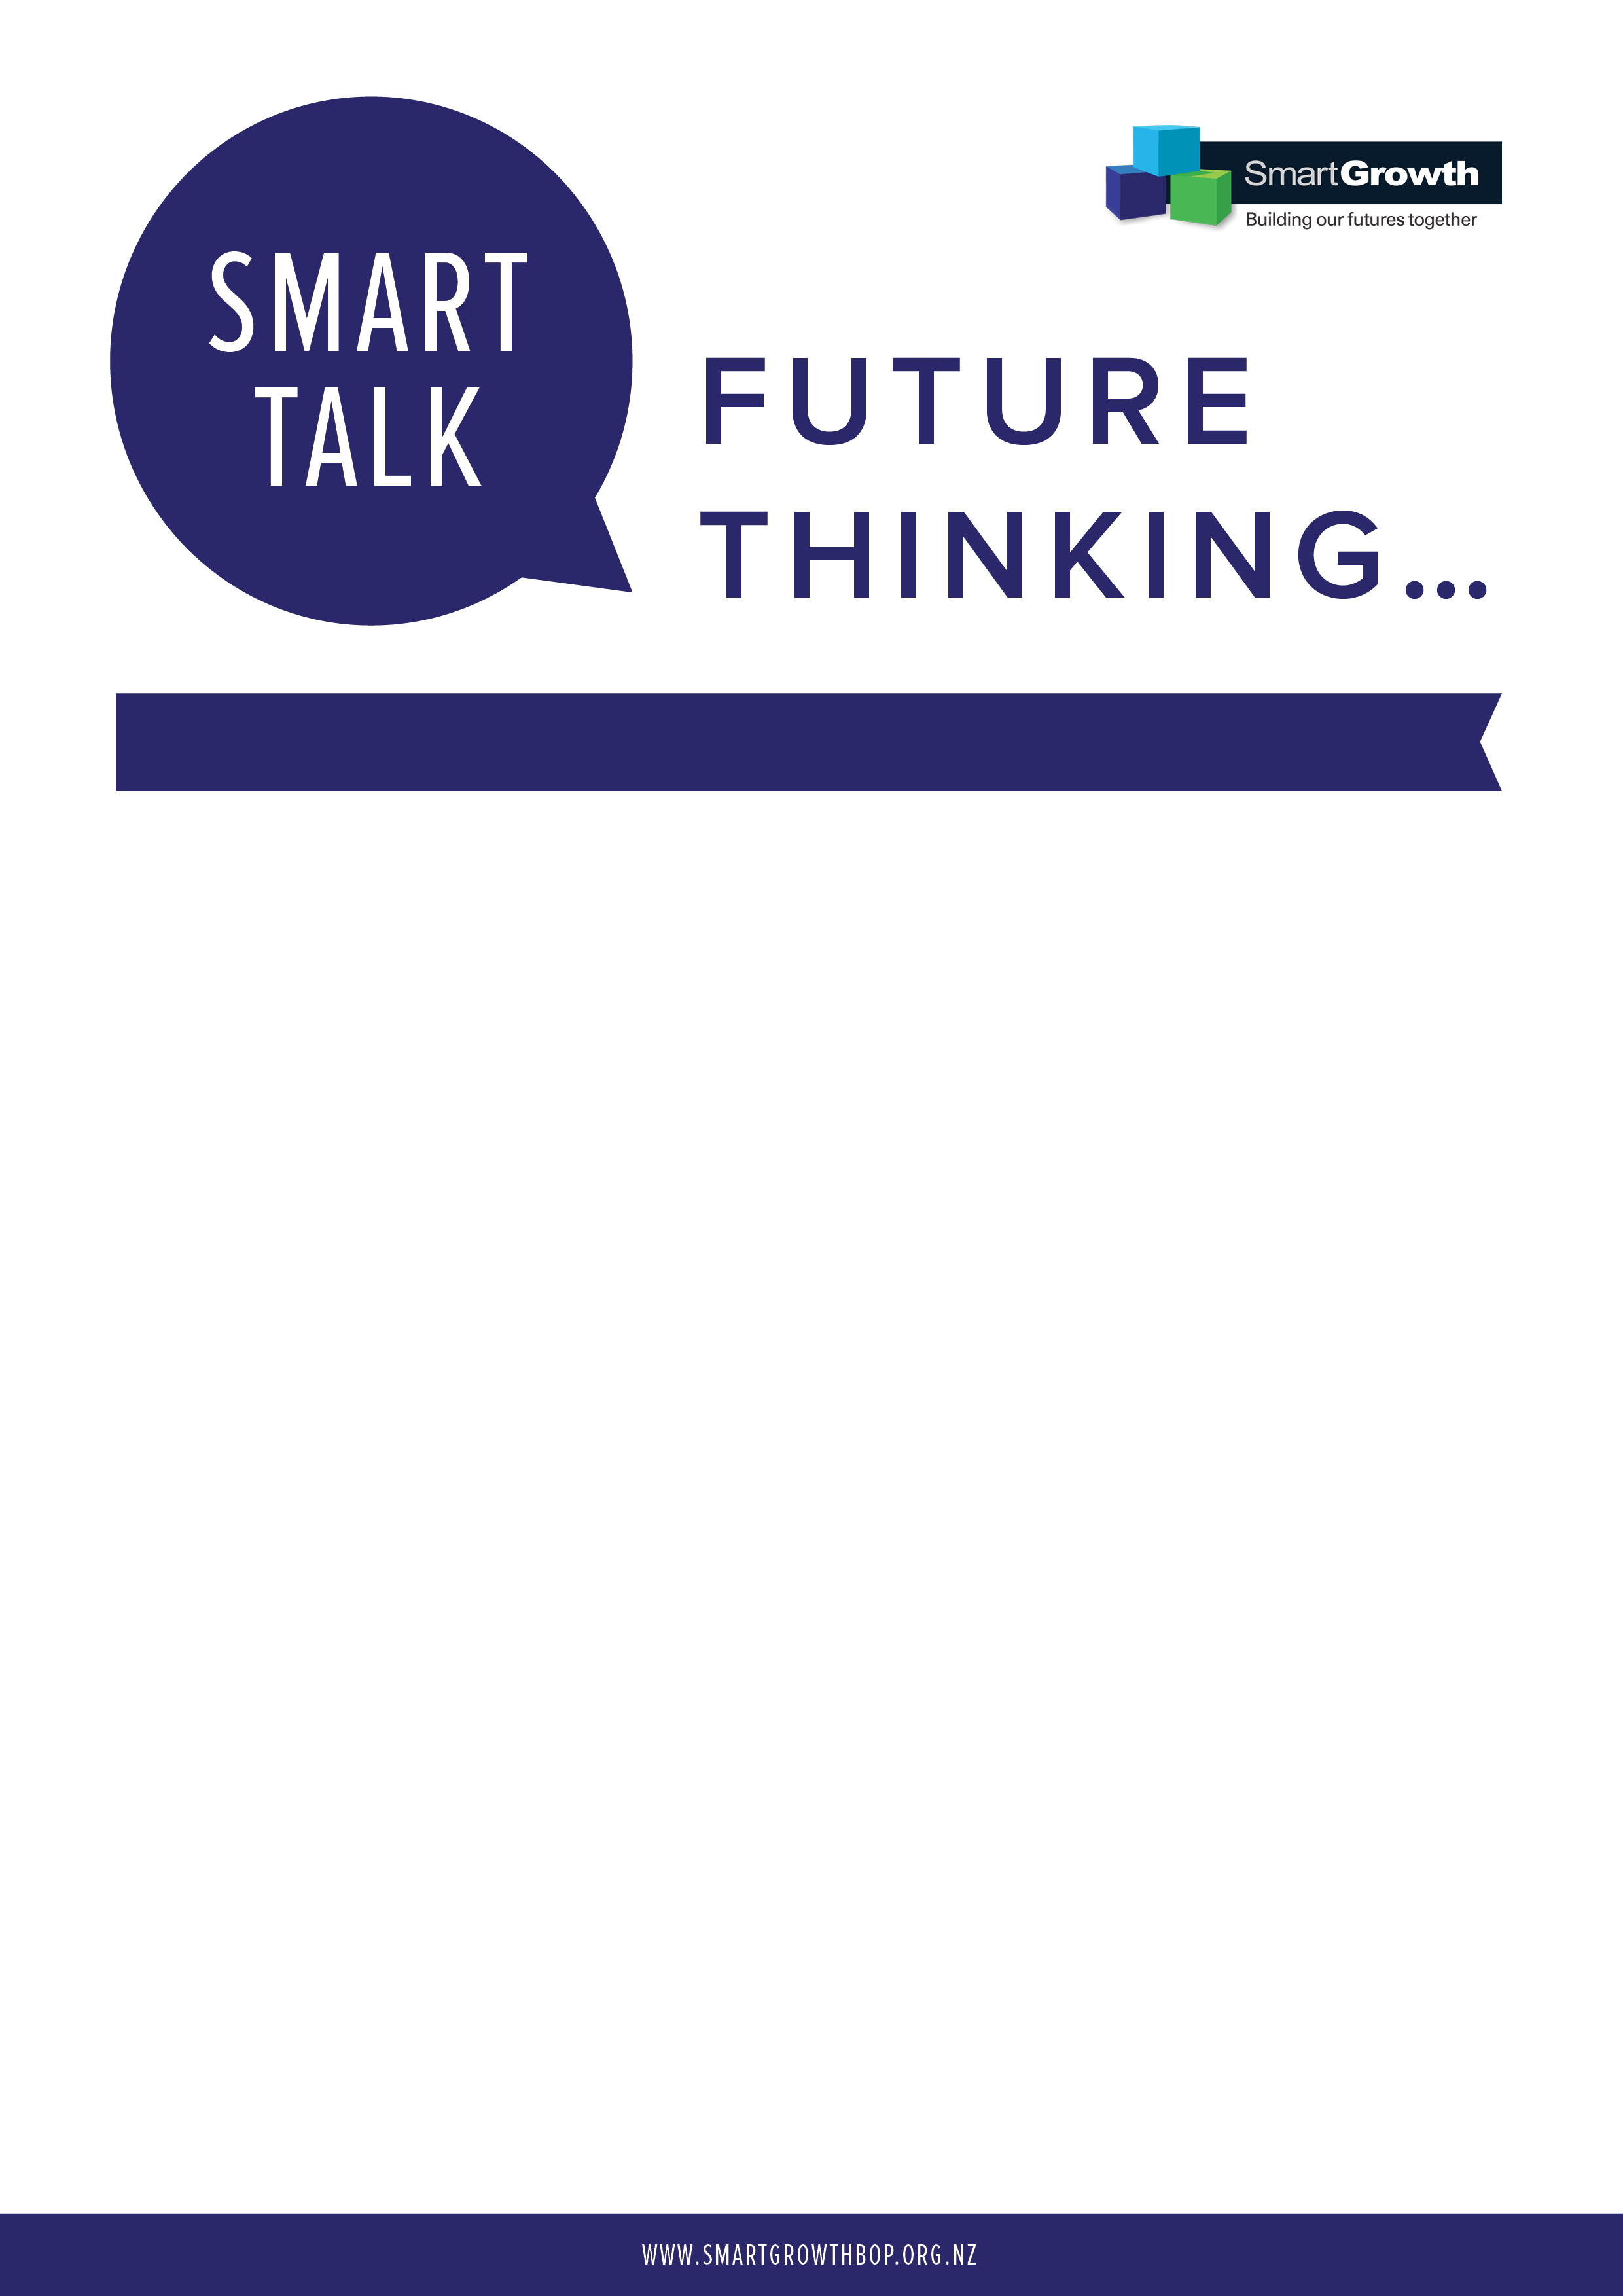 SMART
TALK
SmartGrowth
Building our futures together
FUTURE
THINKING...
WWW.SMARTGROWTHBOP.ORG.NZ